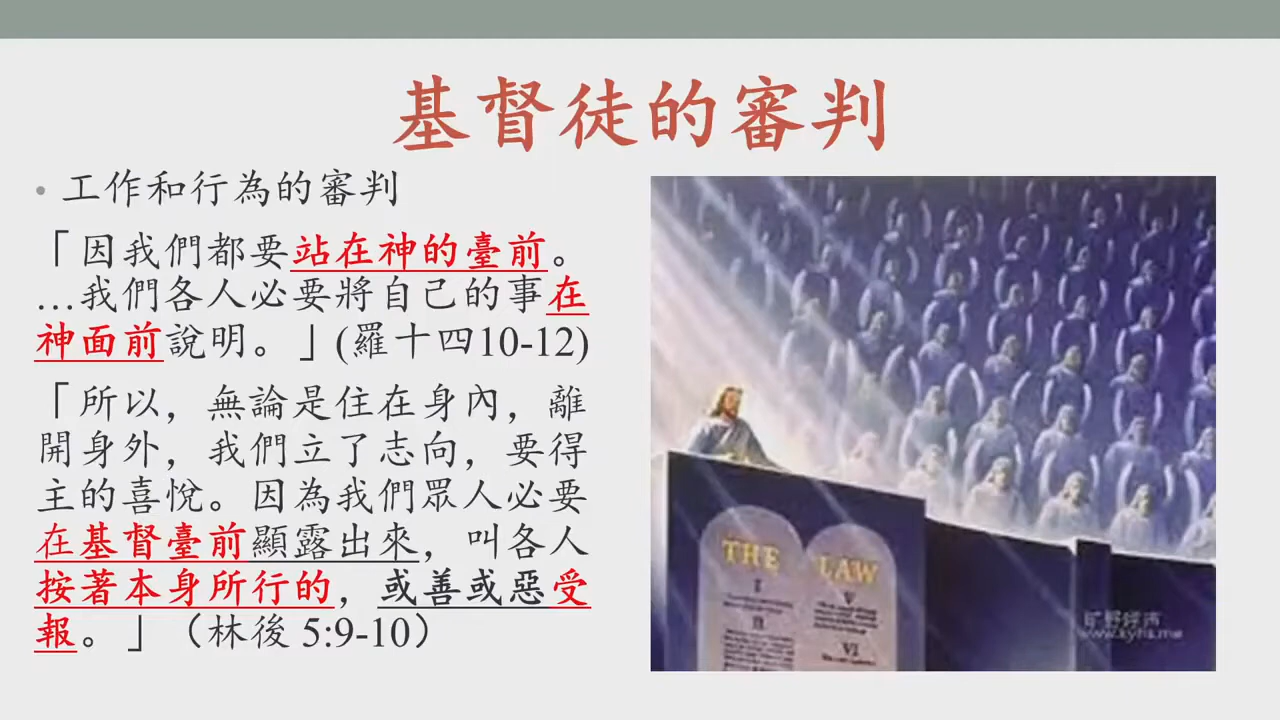 基督徒的審判
• 工作和行為的審判
「因我們都要站在神的臺前。
…我們各人必要將自己的事在
神面前說明。」(羅十四10-12)
「所以，無論是住在身內，離
開身外，我們立了志向，要得
主的喜悅。因為我們眾人必要
在基督臺前顯露出來，叫各人
按著本身所行的，或善或惡受
報。」（林後 5:9-10）
THE LAW
I
V
II
VI